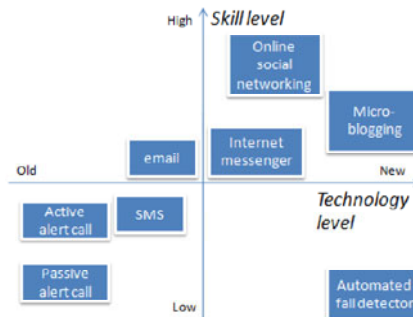 High
Skill level
Online
social
networking
Micro-
blogging
email
Internet
messenger
Old
New
Technology
level
Active
alert call
SMS
Passive
alert call
Automated
fall detector
Low